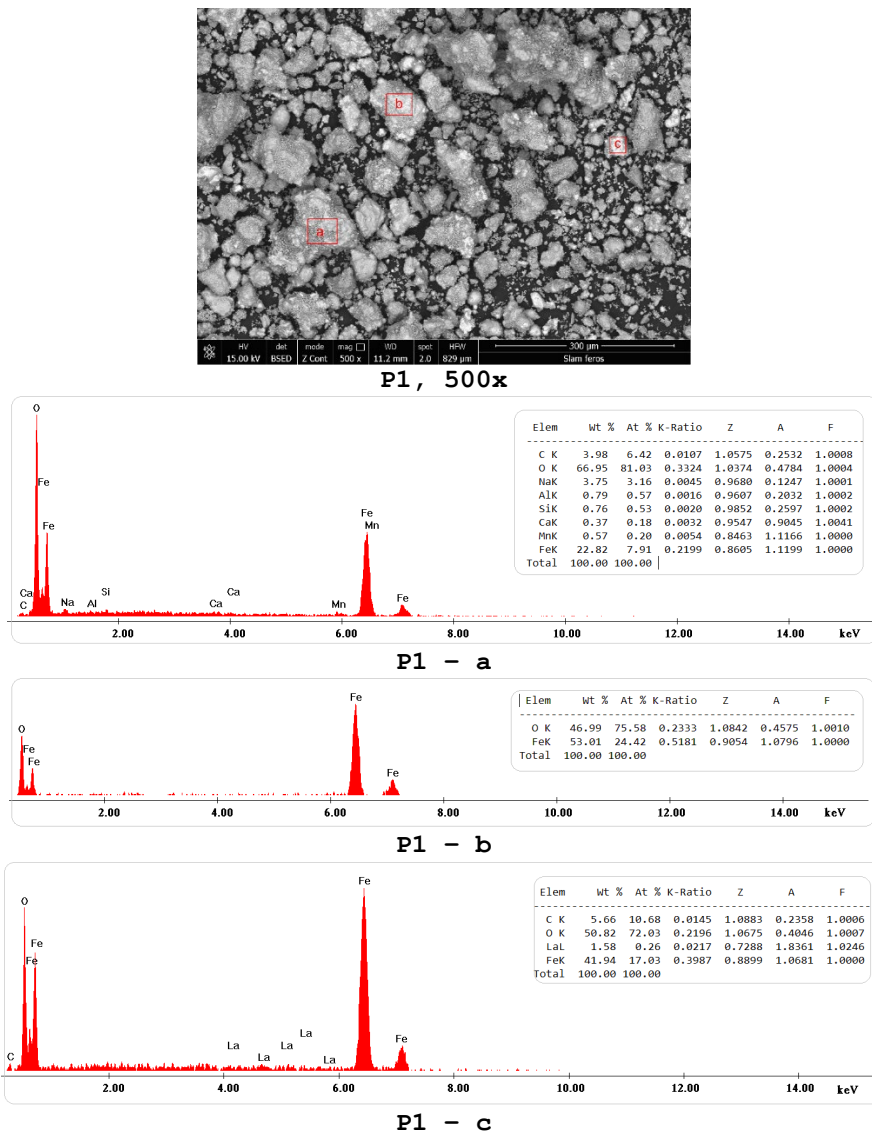 b
c
a
HV det mode mag WD spot HFW 300 µm
15.00 kV BSED Z Cont 500 x 11.2 mm 2.0 829 µm Slam feros
P1, 500x
O
Fe
Fe
Ca
C
Na
Al
Si
Ca
Ca
Mn
Fe
Mn
Fe
2.00 4.00 6.00 8.00 10.00 12.00 14.00 keV
Elem Wt % At % K-Ratio Z A F
C K 3.98 6.42 0.0107 1.0575 0.2532 1.0008
O K 66.95 81.03 0.3324 1.0374 0.4784 1.0004
NaK 3.75 3.16 0.0045 0.9680 0.1247 1.0001
AlK 0.79 0.57 0.0016 0.9607 0.2032 1.0002
SiK 0.76 0.53 0.0020 0.9852 0.2597 1.0002
CaK 0.37 0.18 0.0032 0.9547 0.9045 1.0041
MnK 0.57 0.20 0.0054 0.8463 1.1166 1.0000
FeK 22.82 7.91 0.2199 0.8605 1.1199 1.0000
Total 100.00 100.00
P1 – a
O
Fe
Fe
Fe
Fe
2.00 4.00 6.00 8.00 10.00 12.00 14.00 keV
Elem Wt % At % K-Ratio Z A F
O K 46.99 75.58 0.2333 1.0842 0.4575 1.0010
FeK 53.01 24.42 0.5181 0.9054 1.0796 1.0000
Total 100.00 100.00
P1 – b
O
Fe
Fe
C
La
La
La
La
La
Fe
Fe
2.00 4.00 6.00 8.00 10.00 12.00 14.00 keV
Elem Wt % At % K-Ratio Z A F
C K 5.66 10.68 0.0145 1.0883 0.2358 1.0006
O K 50.82 72.03 0.2196 1.0675 0.4046 1.0007
LaL 1.58 0.26 0.0217 0.7288 1.8361 1.0246
FeK 41.94 17.03 0.3987 0.8899 1.0681 1.0000
Total 100.00 100.00
P1 – c